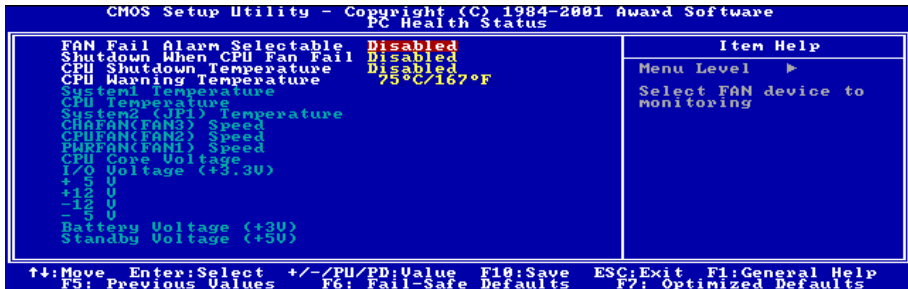 CMOS Setup Utility - Copyright (C) 1984-2001 Award Software
PC Health Status
FAN Fail Alarm Selectable Disabled
Shutdown When CPU Fan Fail Disabled
CPU Shutdown Temperature Disabled
CPU Warning Temperature 75°C/167°F
System1 Temperature
CPU Temperature
System2 (JP1) Temperature
CHAFAN(FAN3) Speed
CPUFAN(FAN2) Speed
PWRFAN(FAN1) Speed
CPU Core Voltage
I/O Voltage (+3.3V)
+ 5 V
+12 V
-12 V
- 5 V
Battery Voltage (+3V)
Standby Voltage (+5V)
Item Help
Menu Level ►
Select FAN device to
monitoring
↑↓:Move Enter:Select +/-/PU/PD:Value F10:Save ESC:Exit F1:General Help
F5: Previous Values F6: Fail-Safe Defaults F7: Optimized Defaults